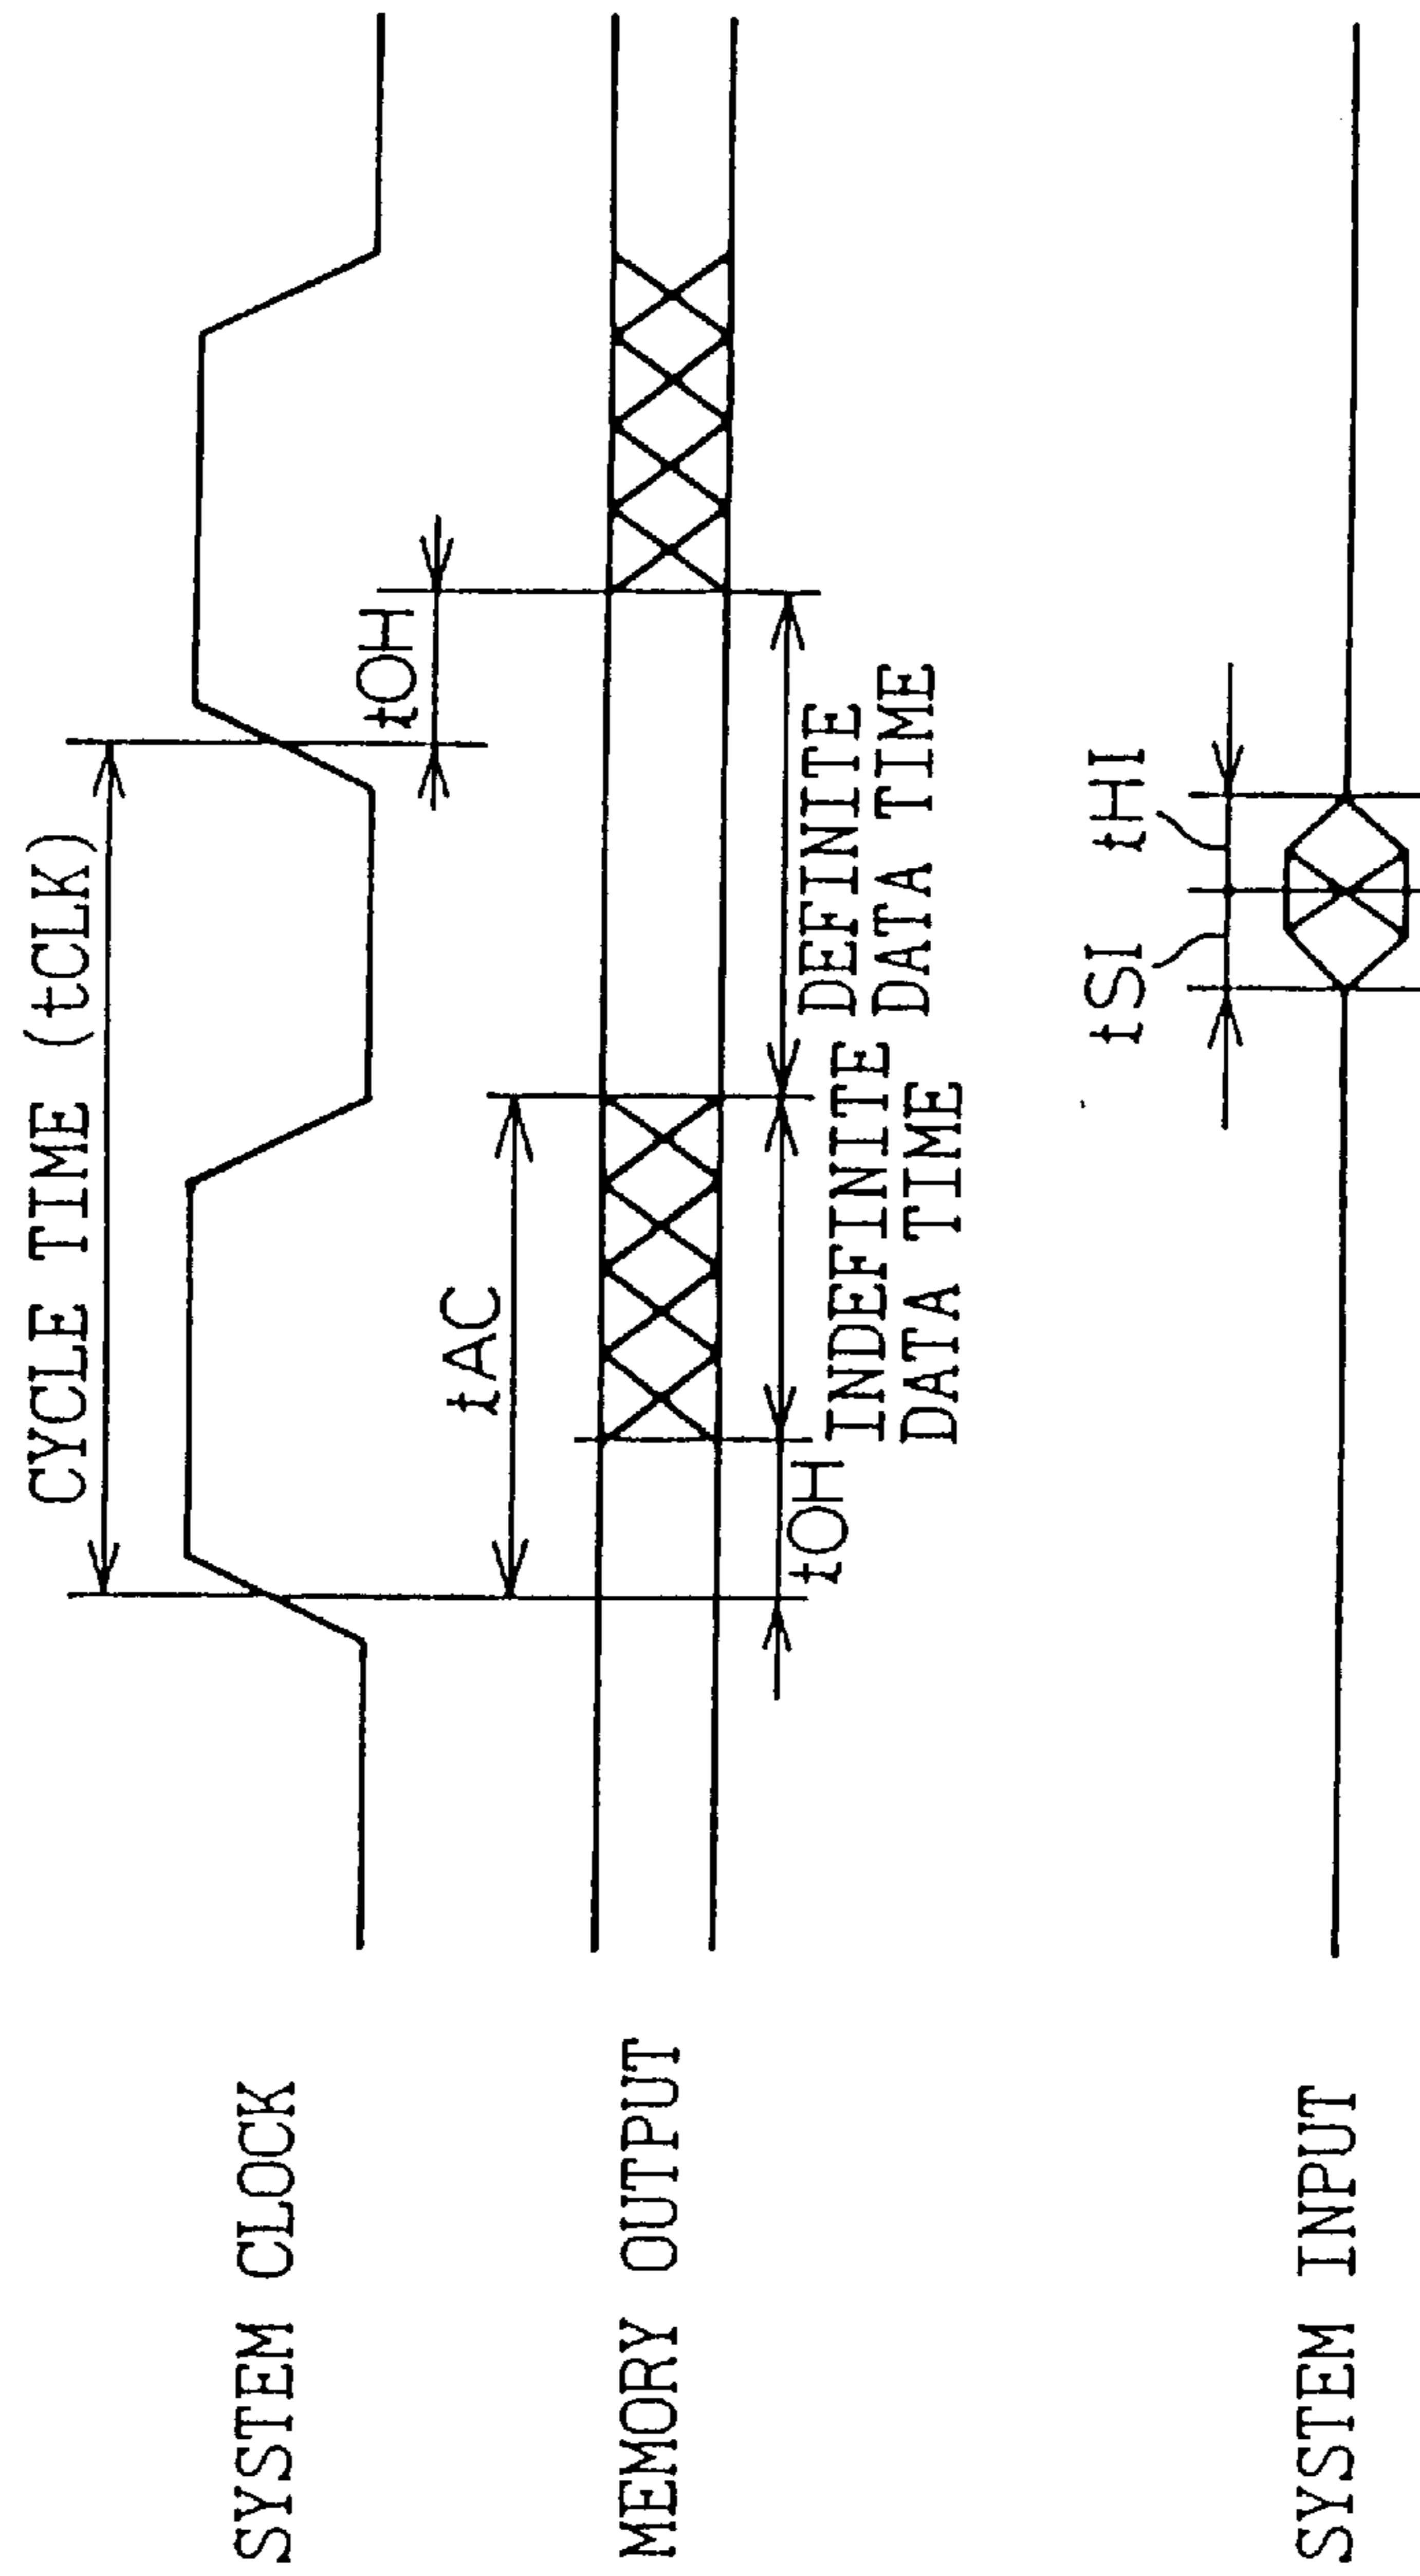 CYCLE TIME (tCLK)
SYSTEM CLOCK
tOH
tAC
MEMORY OUTPUT
tOH
INDEFINITE
DATA TIME
DEFINITE
DATA TIME
tSI
tHI
SYSTEM INPUT